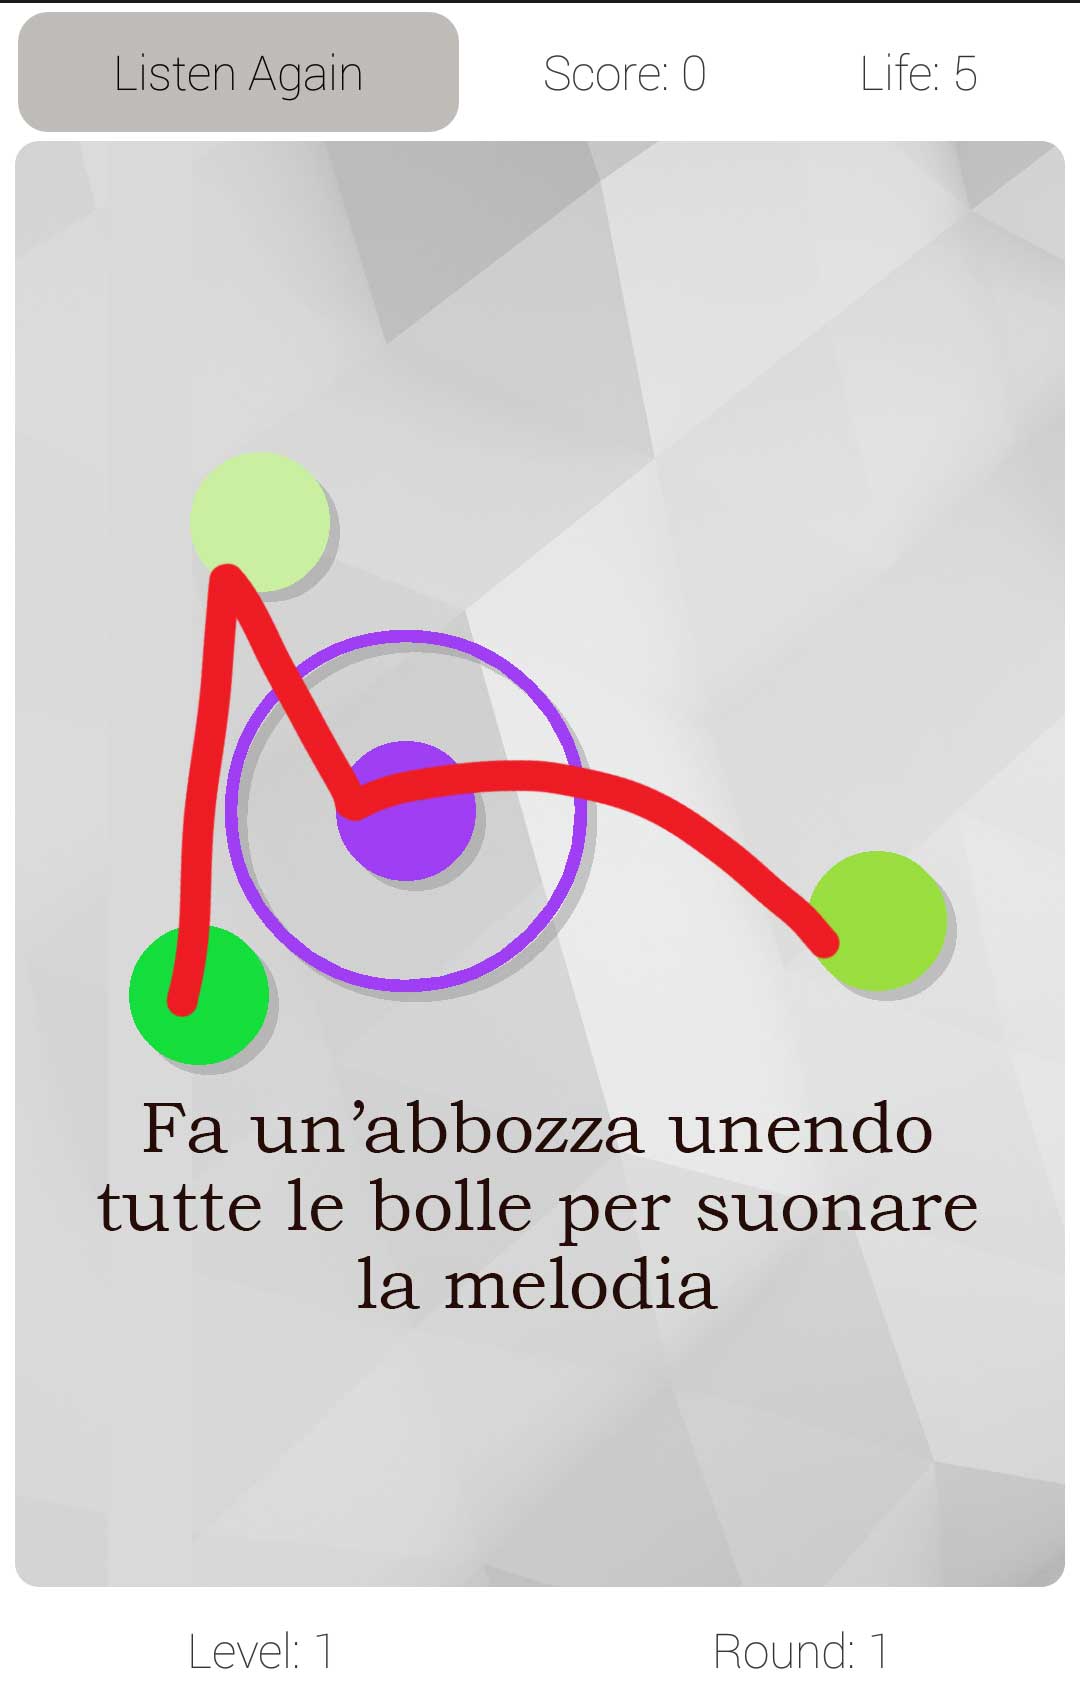 Listen Again
Score: 0
Life: 5
Fa un’abbozza unendo
tutte le bolle per suonare
la melodia
Level: 1
Round: 1